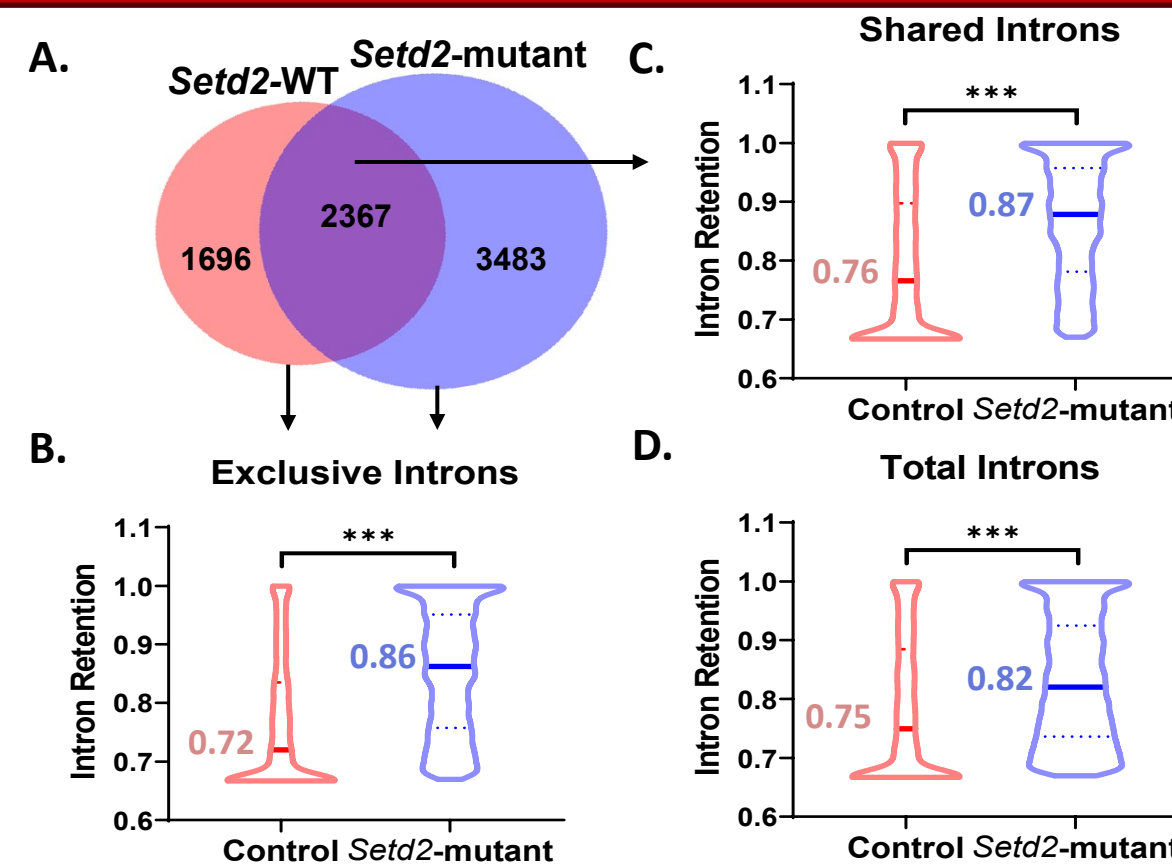 A.
Setd2-WT
Setd2-mutant
1696
2367
3483
B.
Exclusive Introns
***
Intron Retention
1.1
1.0
0.9
0.8
0.7
0.6
0.72
0.86
Control Setd2-mutant
C.
Shared Introns
***
Intron Retention
1.1
1.0
0.9
0.8
0.7
0.6
0.76
0.87
Control Setd2-mutant
D.
Total Introns
***
Intron Retention
1.1
1.0
0.9
0.8
0.7
0.6
0.75
0.82
Control Setd2-mutant